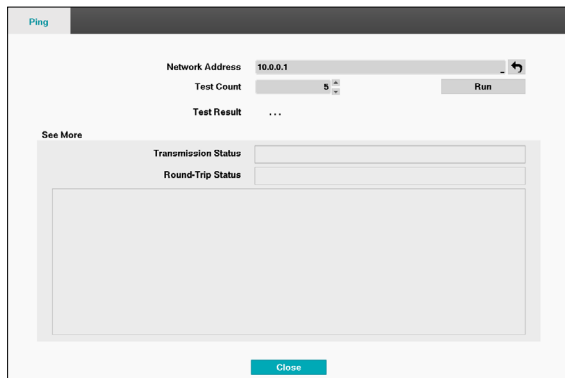 Ping
Network Address 10.0.0.1 _
Test Count 5 Run
Test Result ...
See More
Transmission Status
Round-Trip Status
Close